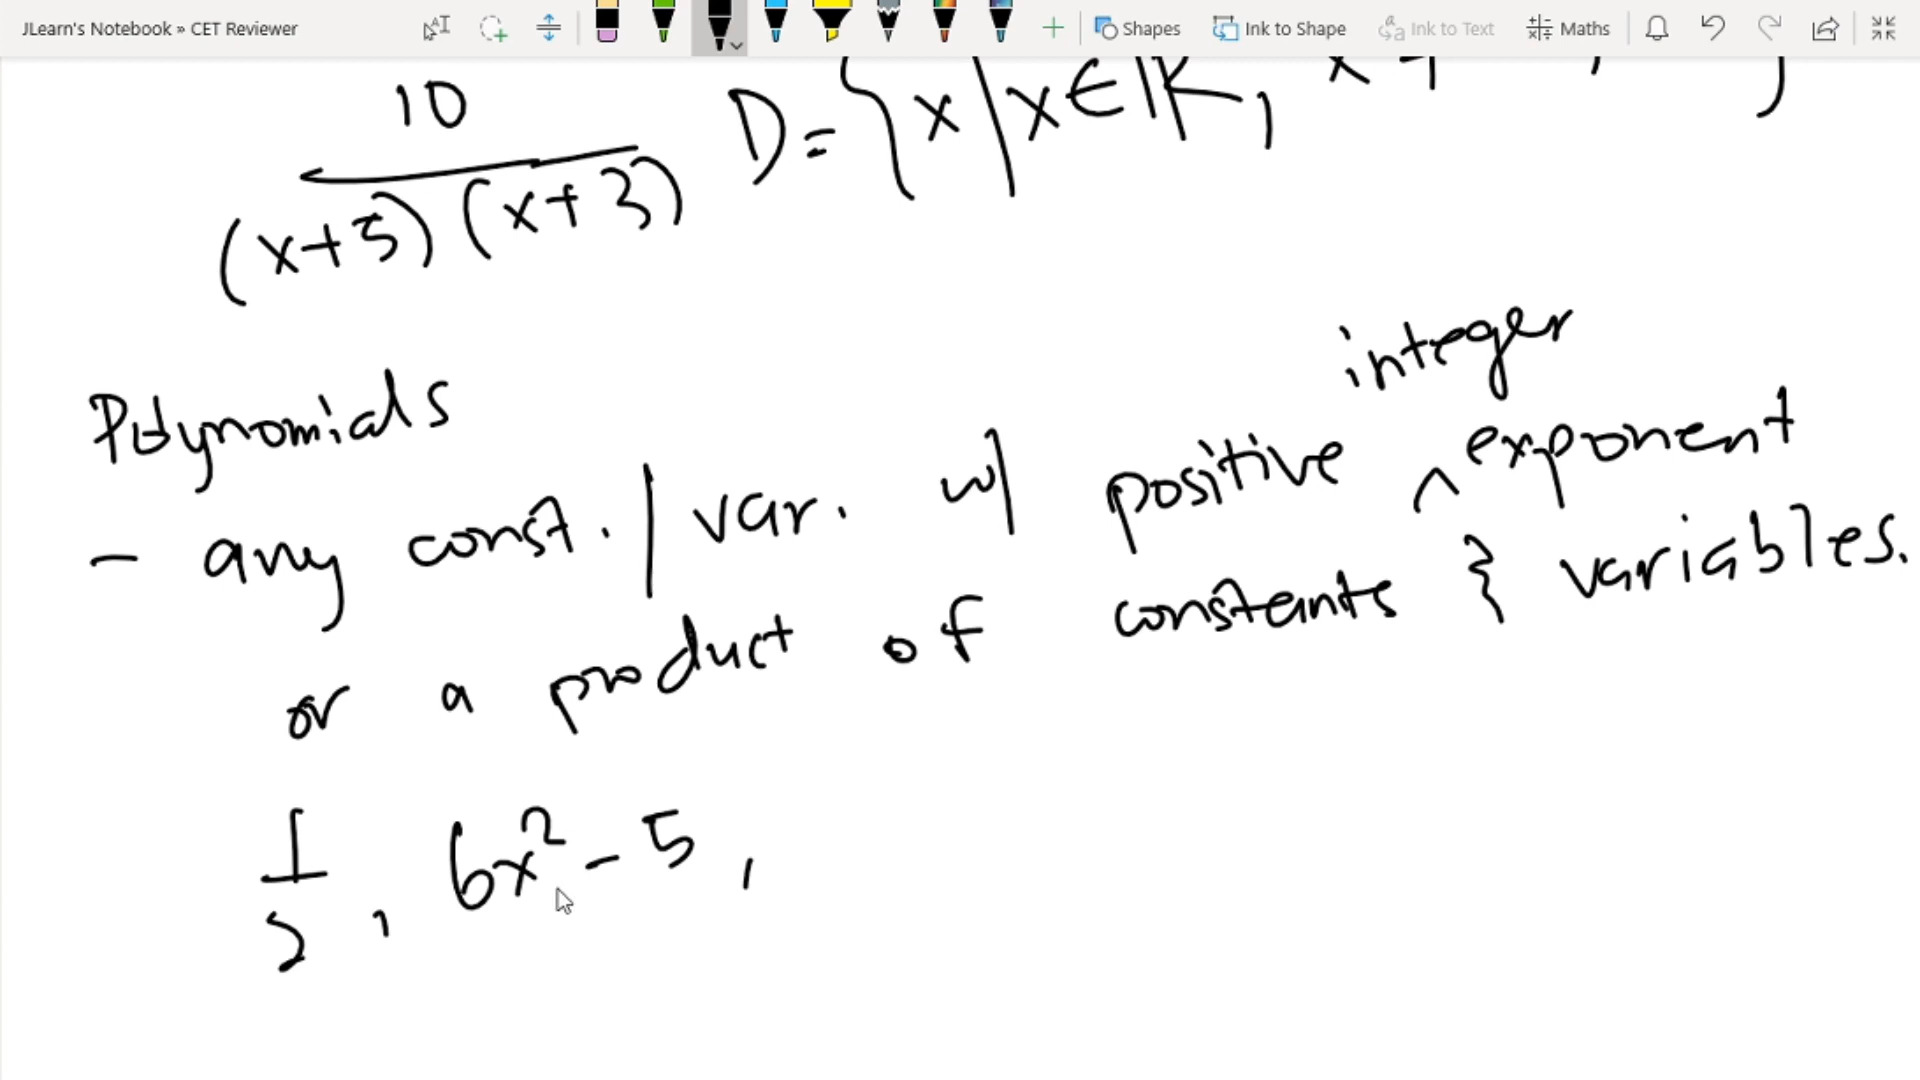 JLearn's Notebook » CET Reviewer
Shapes Ink to Shape Ink to Text Maths
10
(x+5)(x+3) D={x|x∈ℝ,
Polynomials
integer
- any const. / var. w/ positive ^ exponent
or a product of constants & variables.
1
2 , 6x² - 5 ,